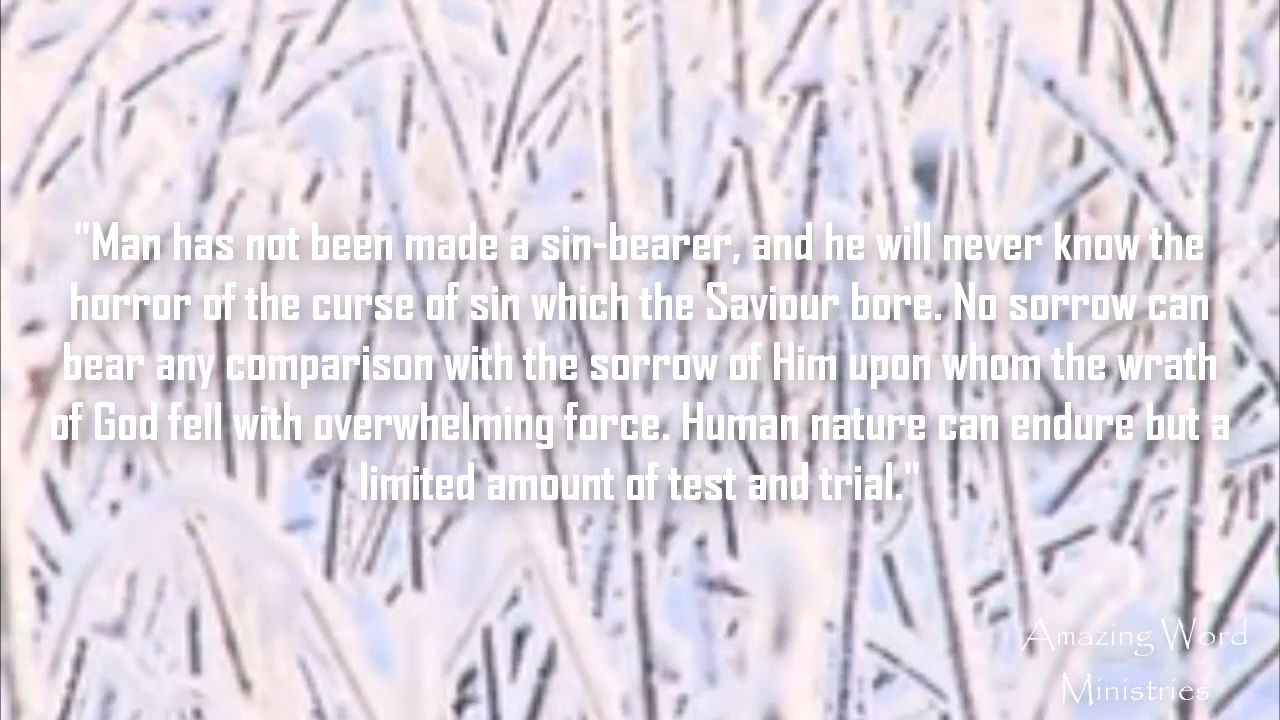 "Man has not been made a sin-bearer, and he will never know the
horror of the curse of sin which the Saviour bore. No sorrow can
bear any comparison with the sorrow of Him upon whom the wrath
of God fell with overwhelming force. Human nature can endure but a
limited amount of test and trial."
Amazing Word
Ministries